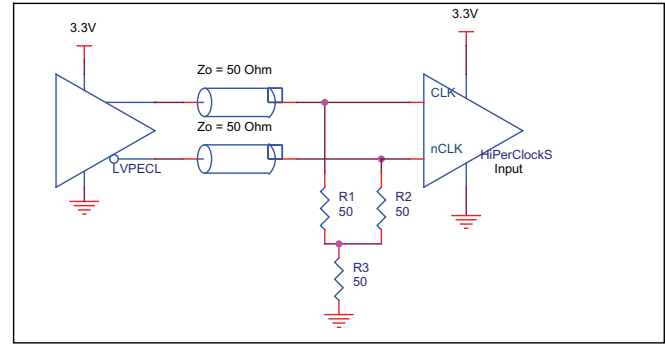 3.3V
3.3V
Zo = 50 Ohm
CLK
Zo = 50 Ohm
nCLK
LVPECL
HiPerClockS
Input
R1
50
R2
50
R3
50